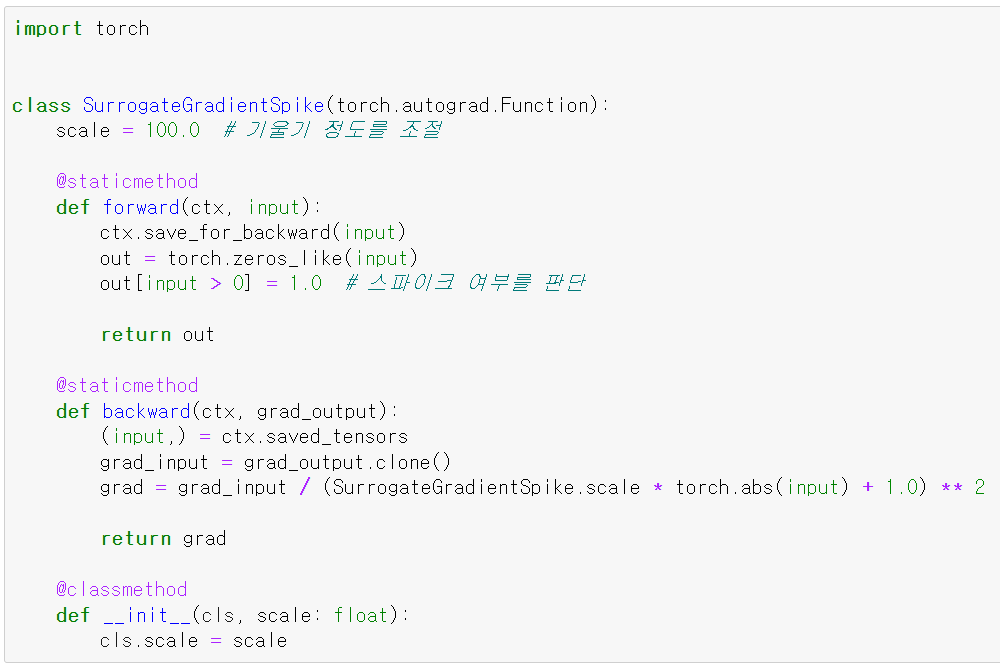 import torch
class SurrogateGradientSpike(torch.autograd.Function):
    scale = 100.0  # 기울기 정도를 조절
    @staticmethod
    def forward(ctx, input):
        ctx.save_for_backward(input)
        out = torch.zeros_like(input)
        out[input > 0] = 1.0  # 스파이크 여부를 판단
        return out
    @staticmethod
    def backward(ctx, grad_output):
        (input,) = ctx.saved_tensors
        grad_input = grad_output.clone()
        grad = grad_input / (SurrogateGradientSpike.scale * torch.abs(input) + 1.0) ** 2
        return grad
    @classmethod
    def __init__(cls, scale: float):
        cls.scale = scale